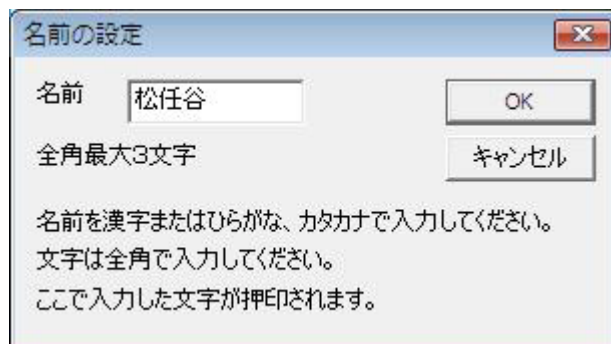 名前の設定
名前
松任谷
OK
全角最大3文字
キャンセル
名前を漢字またはひらがな、カタカナで入力してください。
文字は全角で入力してください。
ここで入力した文字が押印されます。